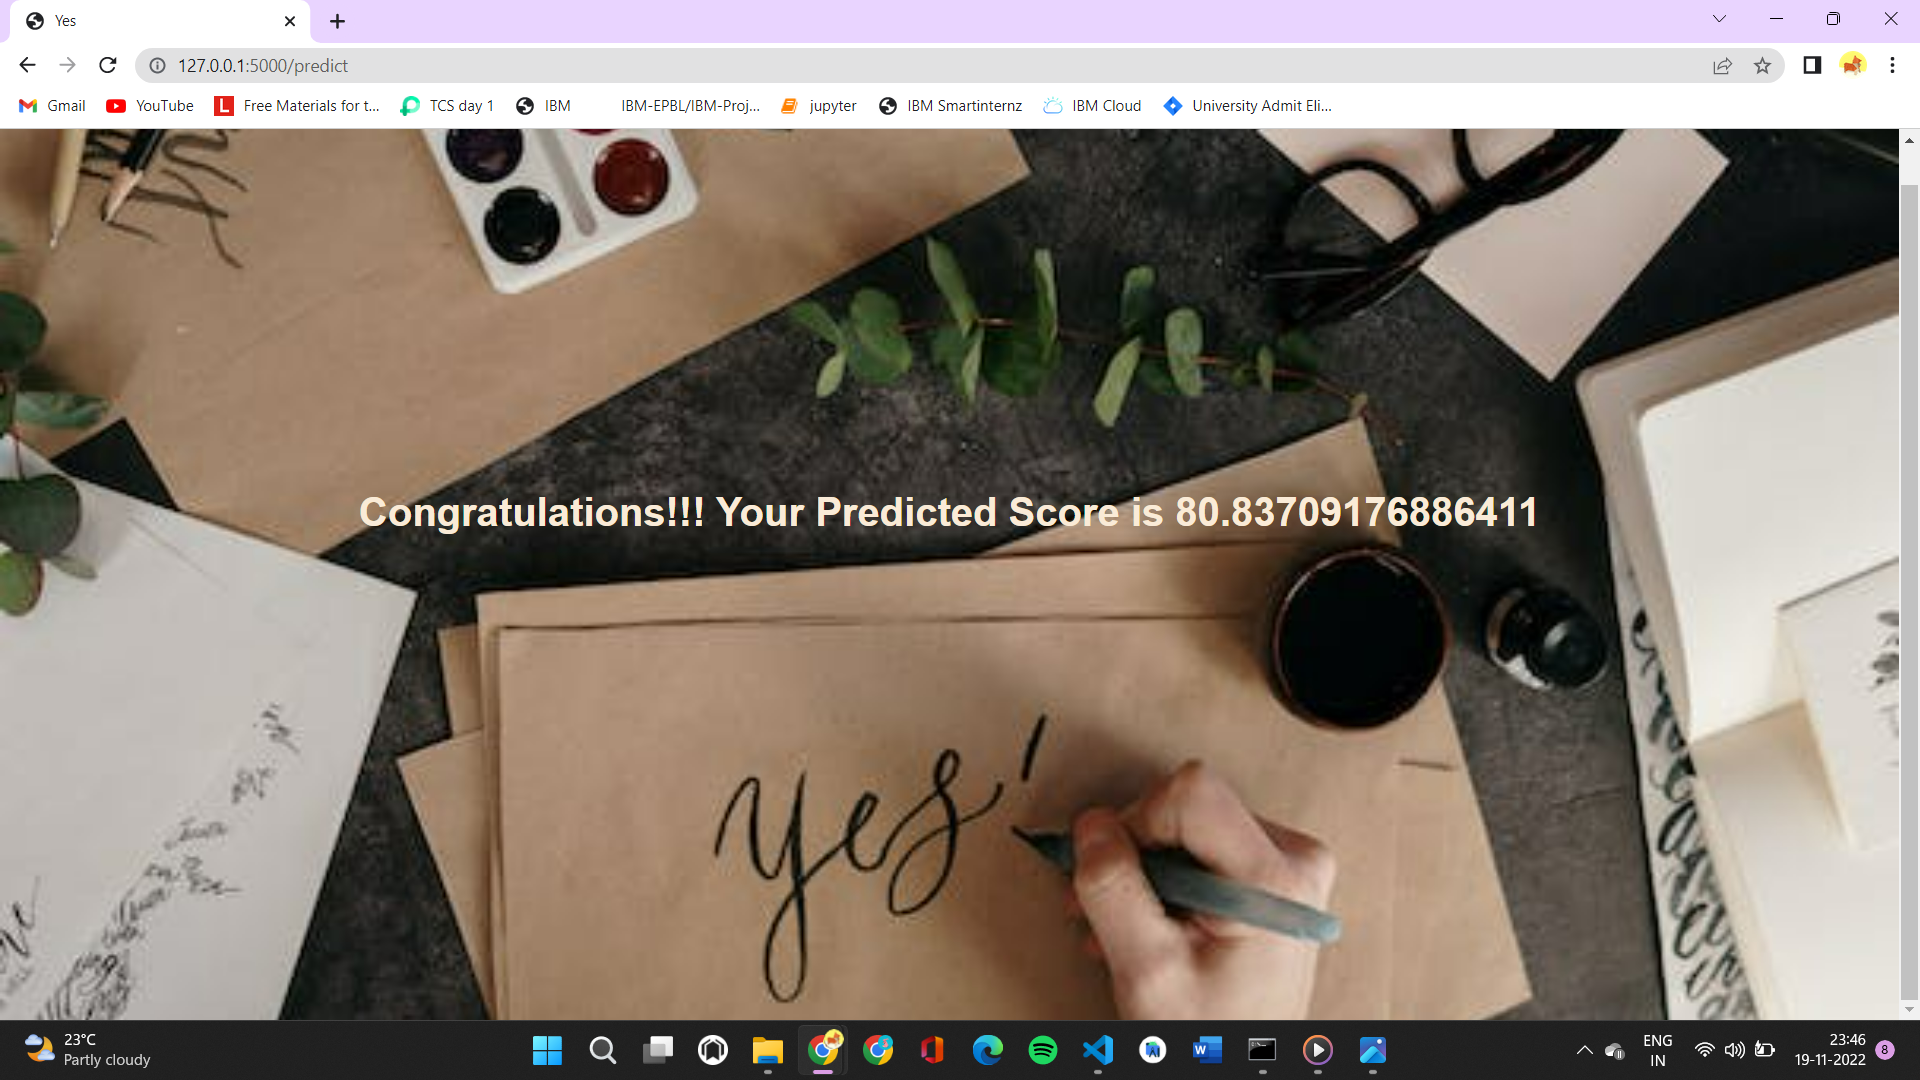 Yes
127.0.0.1:5000/predict
Gmail
YouTube
Free Materials for t...
TCS day 1
IBM
IBM-EPBL/IBM-Proj...
jupyter
IBM Smartinternz
IBM Cloud
University Admit Eli...
Congratulations!!! Your Predicted Score is 80.83709176886411
yes!
23°C
Partly cloudy
ENG
IN
23:46
19-11-2022
8